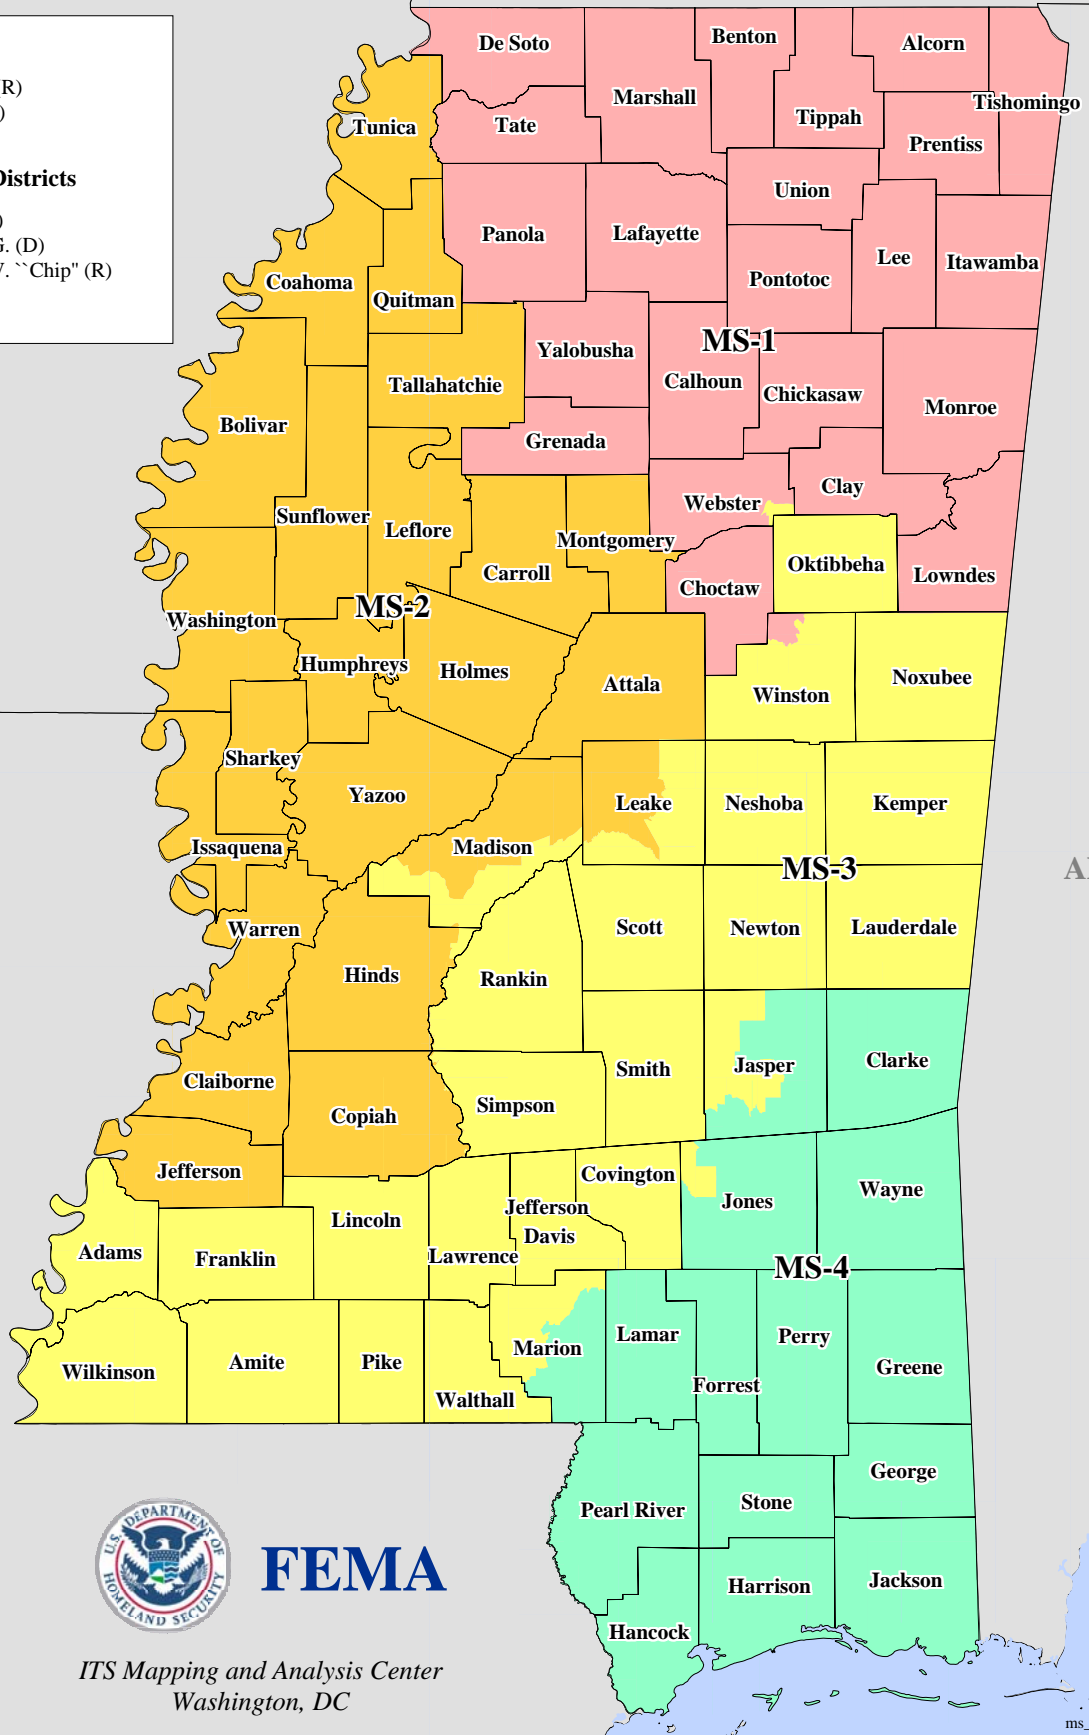 R)
)
Districts
)
G. (D)
V. ``Chip" (R)
De Soto
Benton
Alcorn
Marshall
Tishomingo
Tippah
Tate
Tunica
Prentiss
Union
Panola
Lafayette
Lee
Itawamba
Pontotoc
Coahoma
Quitman
MS-1
Yalobusha
Calhoun
Tallahatchie
Chickasaw
Monroe
Bolivar
Grenada
Clay
Webster
Sunflower
Leflore
Montgomery
Oktibbeha
Carroll
Lowndes
Choctaw
MS-2
Washington
Humphreys
Holmes
Noxubee
Attala
Winston
Sharkey
Yazoo
Leake
Neshoba
Kemper
Issaquena
Madison
MS-3
Warren
Scott
Newton
Lauderdale
Hinds
Rankin
Clarke
Smith
Jasper
Claiborne
Simpson
Copiah
Jefferson
Covington
Wayne
Jones
Jefferson
Davis
Lincoln
Adams
Franklin
Lawrence
MS-4
Lamar
Perry
Marion
Amite
Pike
Greene
Wilkinson
Forrest
Walthall
George
Stone
Pearl River
Jackson
Harrison
Hancock
U.S. DEPARTMENT OF
HOMELAND SECURITY
FEMA
ITS Mapping and Analysis Center
Washington, DC
ms_